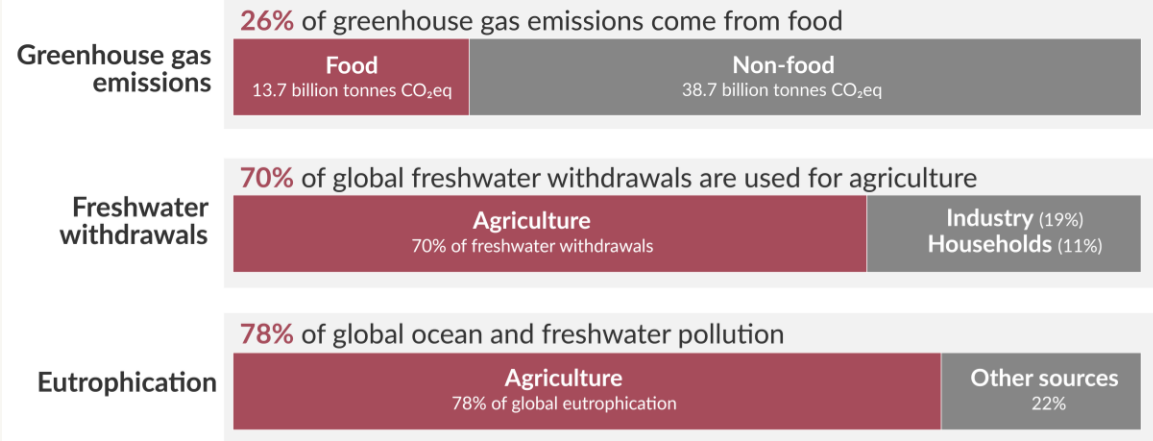 26% of greenhouse gas emissions come from food
Greenhouse gas
emissions
Food
13.7 billion tonnes CO₂eq
Non-food
38.7 billion tonnes CO₂eq
70% of global freshwater withdrawals are used for agriculture
Freshwater
withdrawals
Agriculture
70% of freshwater withdrawals
Industry (19%)
Households (11%)
78% of global ocean and freshwater pollution
Eutrophication
Agriculture
78% of global eutrophication
Other sources
22%